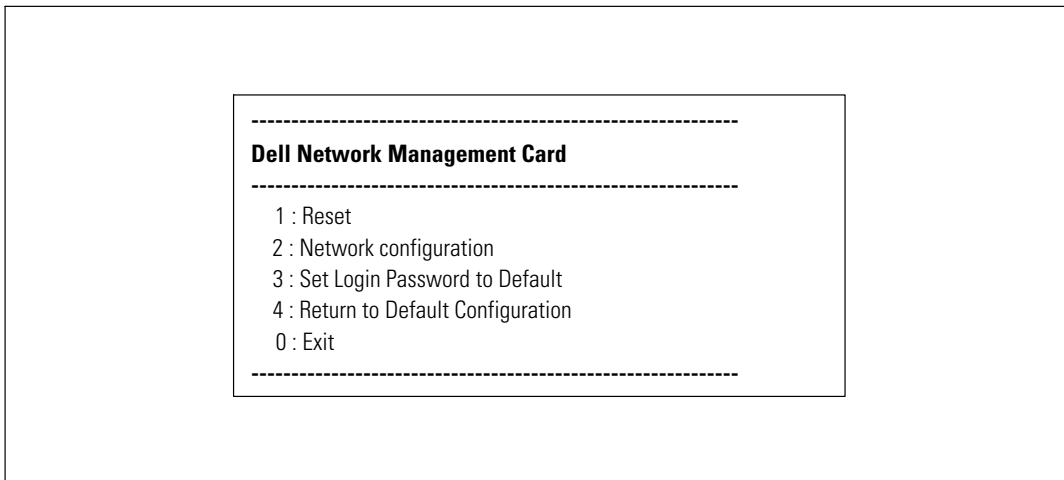 ------------------------------------------------------------
Dell Network Management Card
------------------------------------------------------------
1 : Reset
2 : Network configuration
3 : Set Login Password to Default
4 : Return to Default Configuration
0 : Exit
------------------------------------------------------------